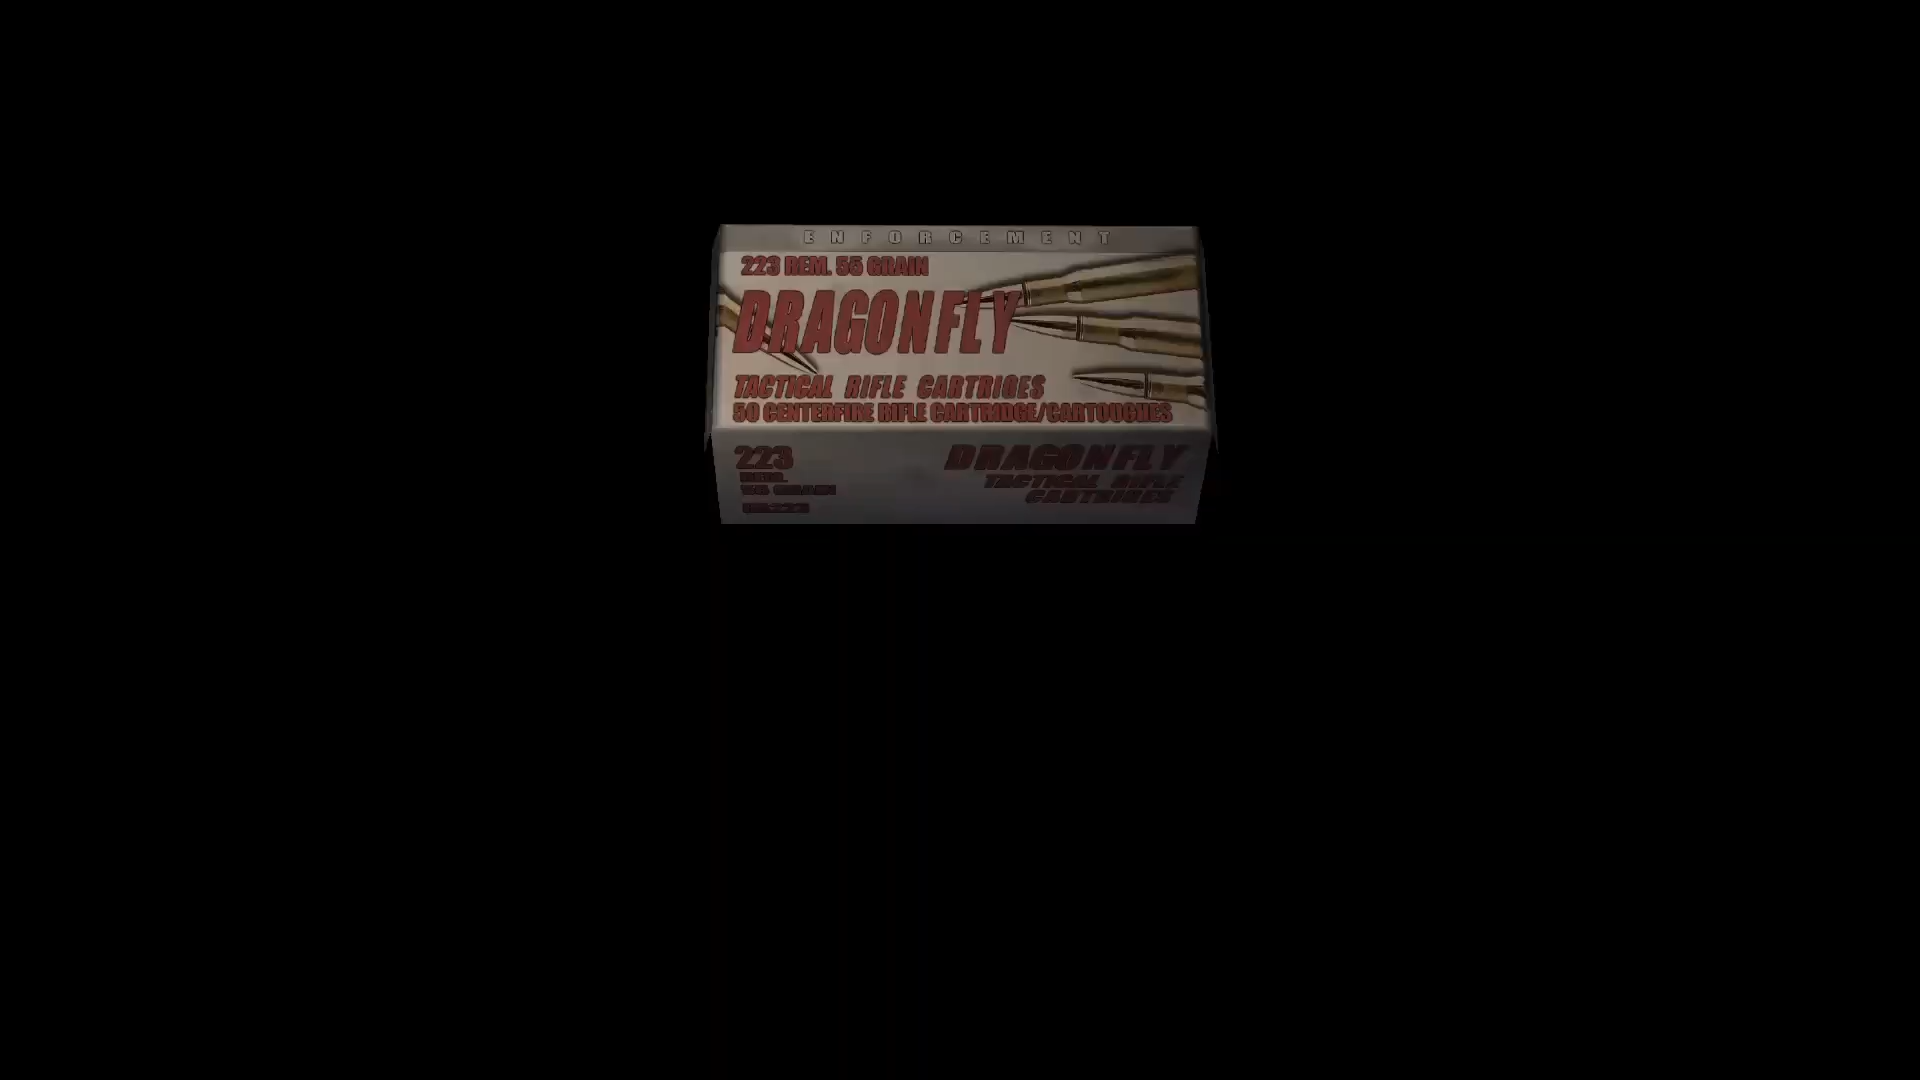 ENFORCEMENT
223 REM. 55 GRAIN
DRAGONFLY
TACTICAL RIFLE CARTRIGES
50 CENTERFIRE RIFLE CARTRIDGE/CARTOUCHES
223
DRAGONFLY
TACTICAL RIFLE
CARTRIGES